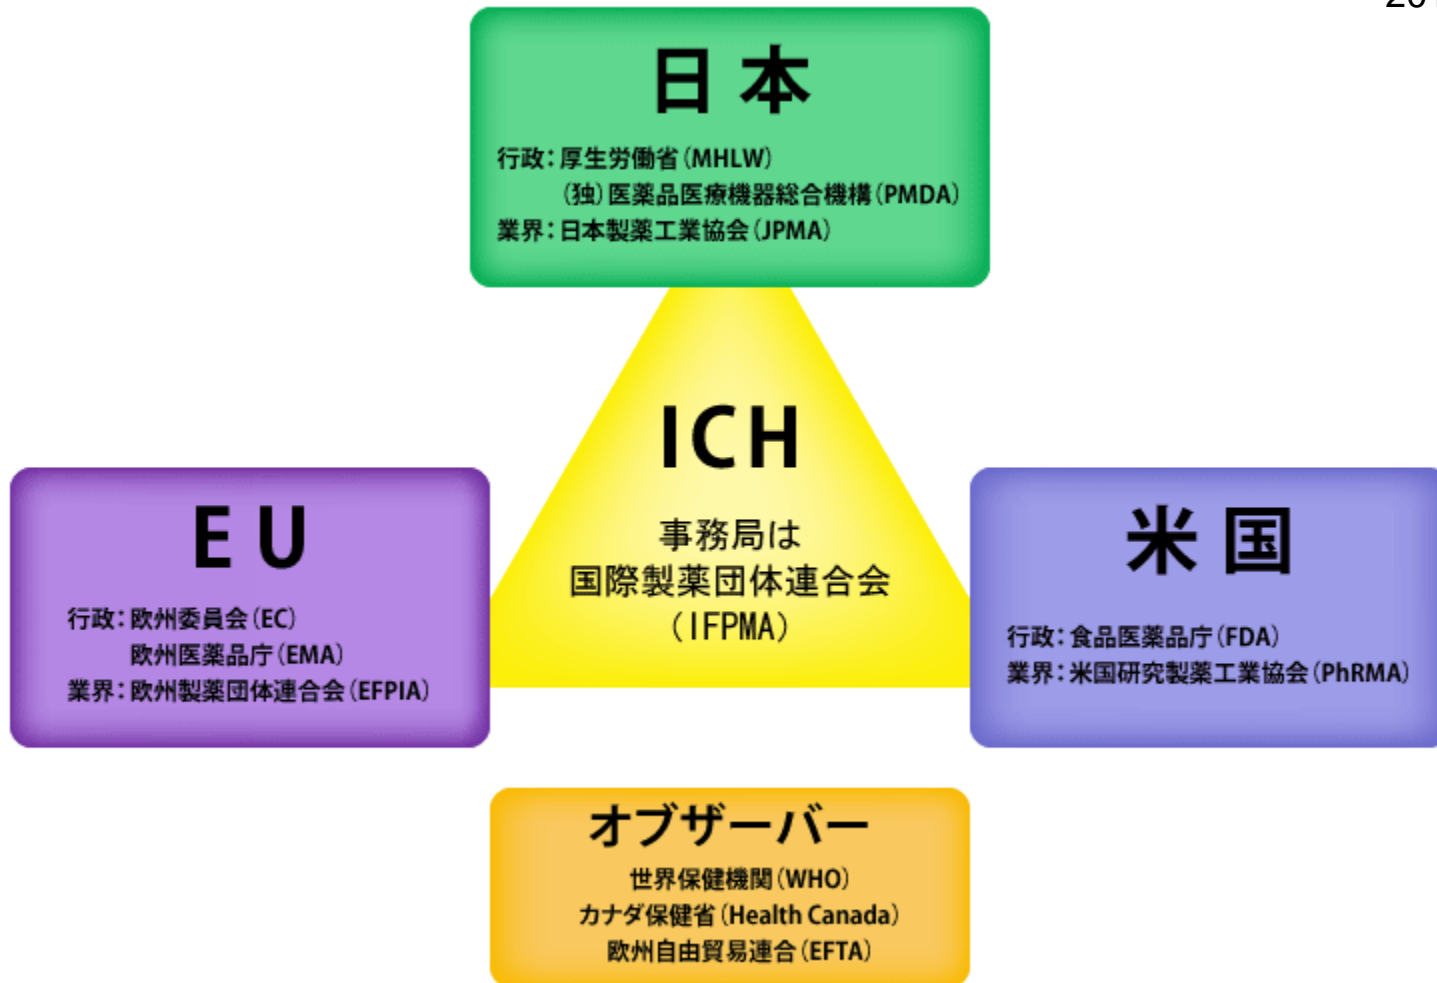 日本
行政：厚生労働省（MHLW）
（独）医薬品医療機器総合機構（PMDA）
業界：日本製薬工業協会（JPMA）
ICH
事務局は
国際製薬団体連合会
（IFPMA）
EU
行政：欧州委員会（EC）
欧州医薬品庁（EMA）
業界：欧州製薬団体連合会（EFPIA）
米国
行政：食品医薬品庁（FDA）
業界：米国研究製薬工業協会（PhRMA）
オブザーバー
世界保健機関（WHO）
カナダ保健省（Health Canada）
欧州自由貿易連合（EFTA）